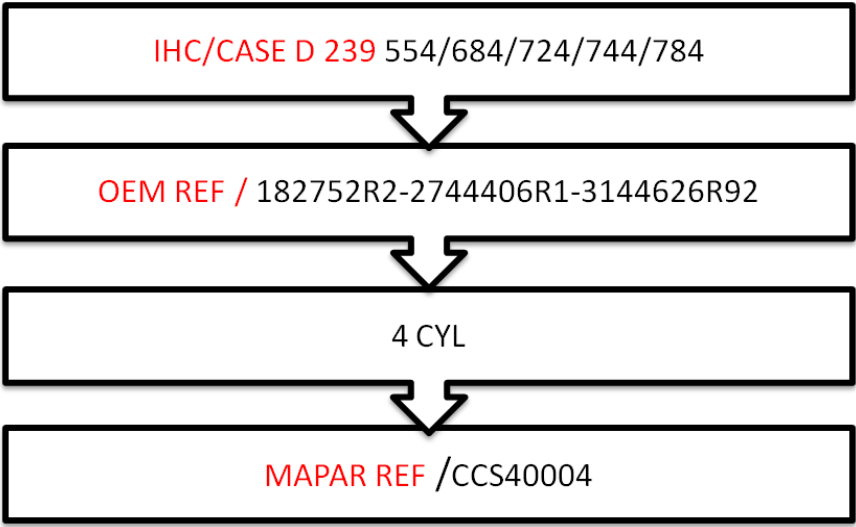 IHC/CASE D 239 554/684/724/744/784
OEM REF / 182752R2-2744406R1-3144626R92
4 CYL
MAPAR REF /CCS40004